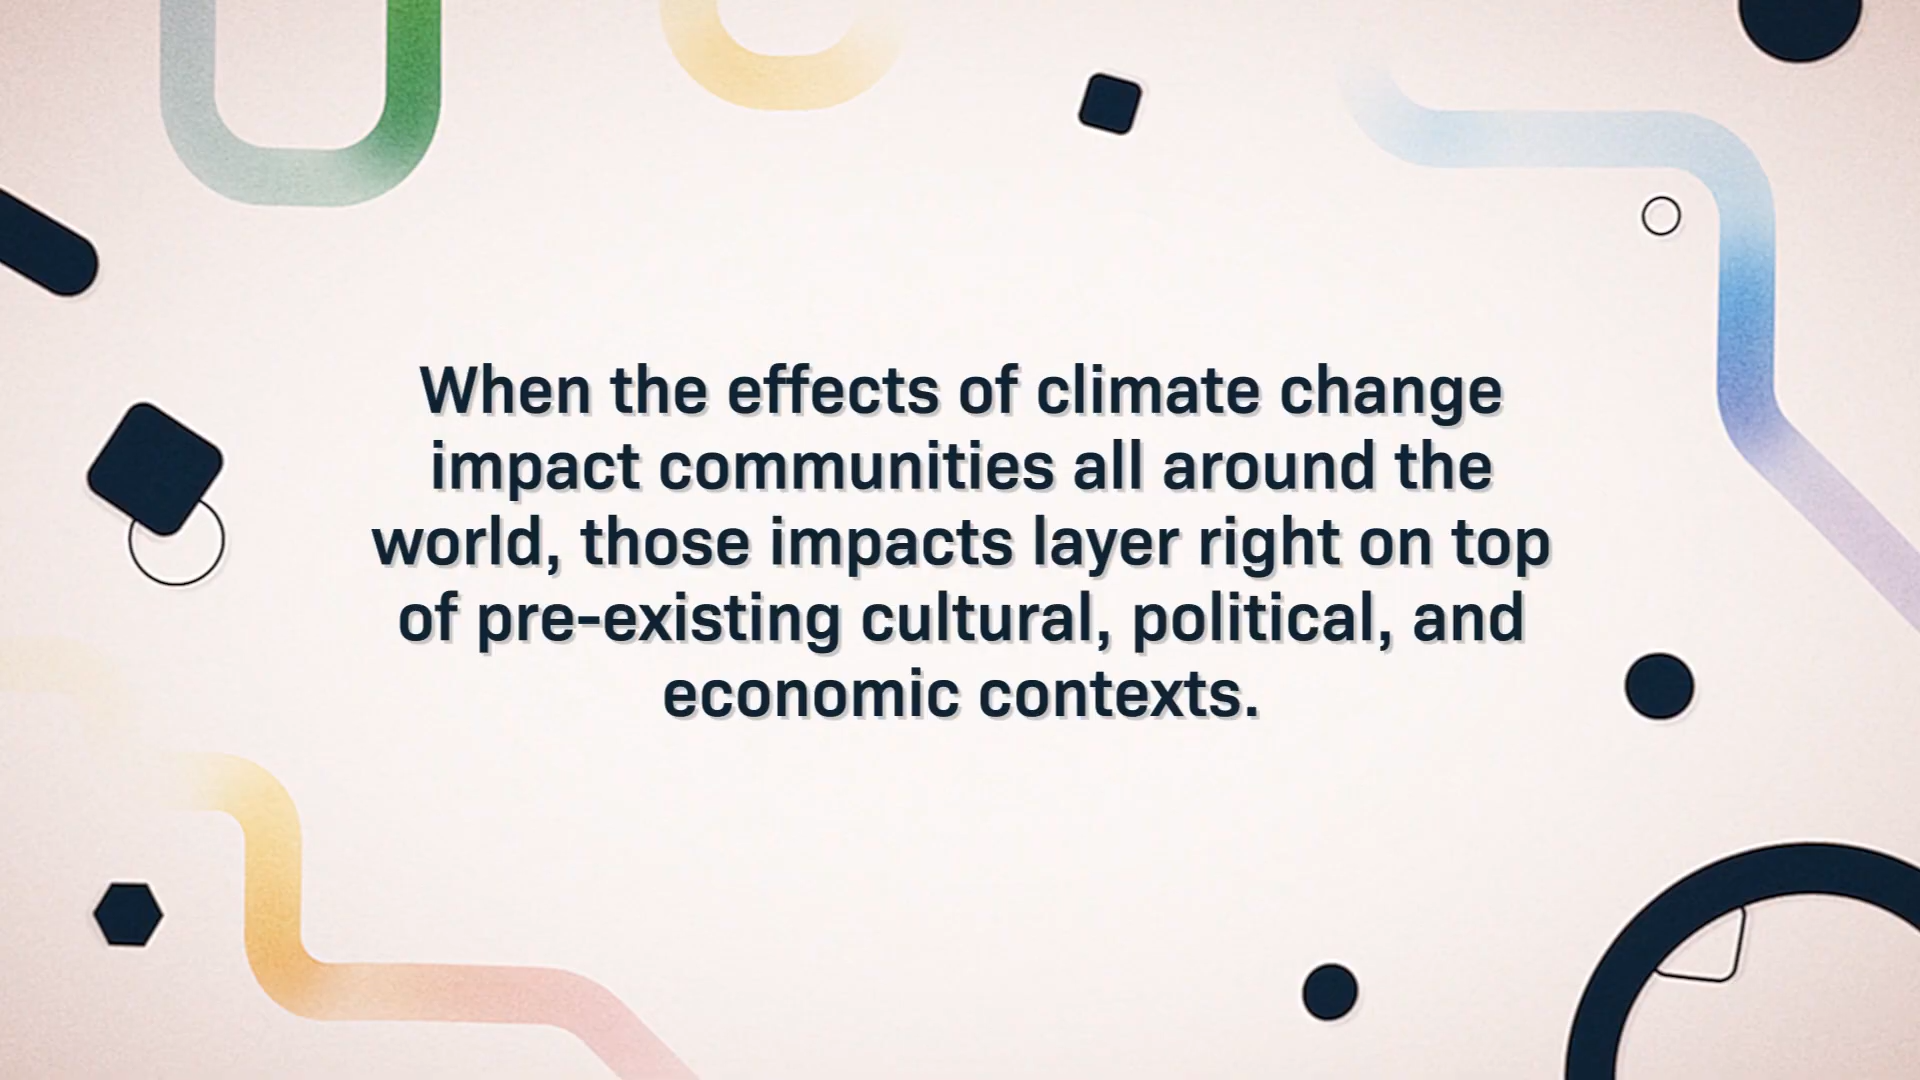 When the effects of climate change
impact communities all around the
world, those impacts layer right on top
of pre-existing cultural, political, and
economic contexts.